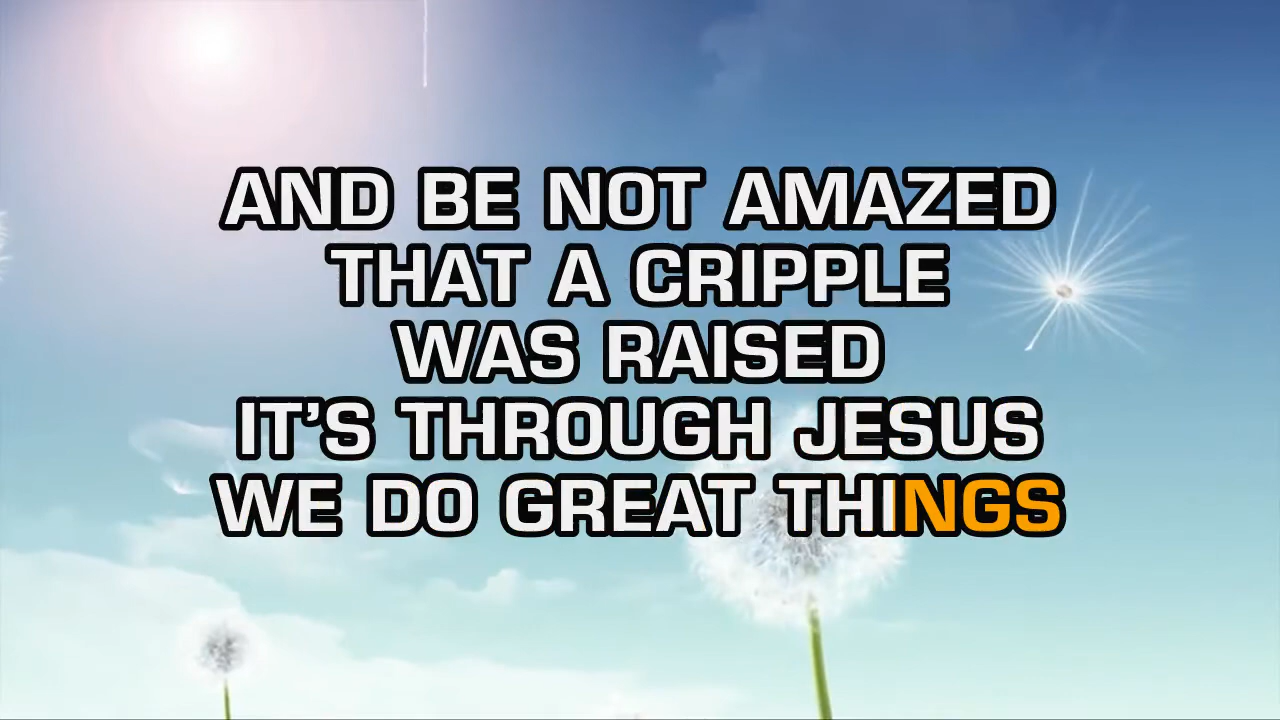 AND BE NOT AMAZED
THAT A CRIPPLE
WAS RAISED
IT’S THROUGH JESUS
WE DO GREAT THINGS